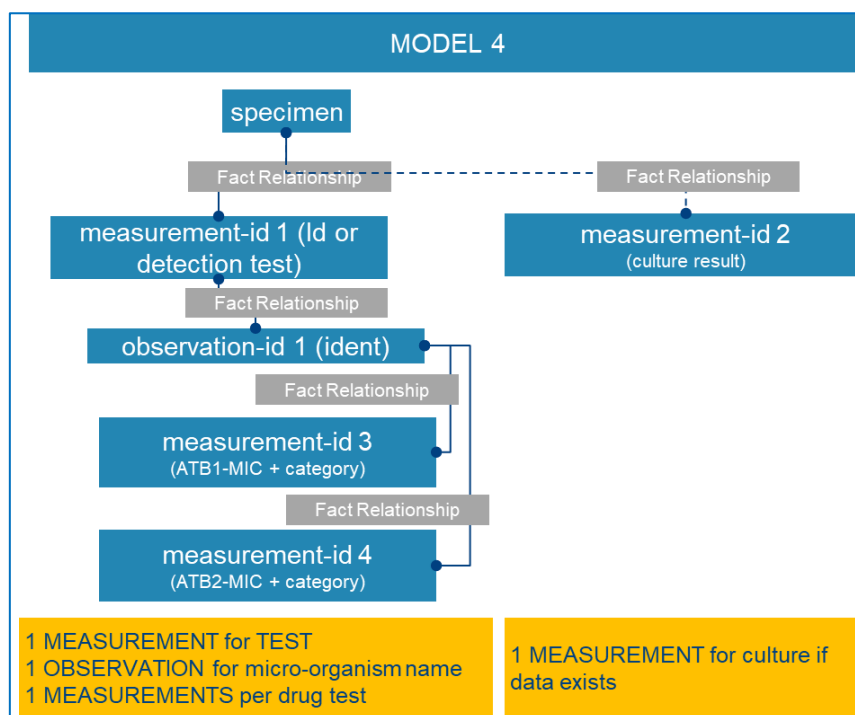 MODEL 4
specimen
Fact Relationship
Fact Relationship
measurement-id 1 (Id or
detection test)
measurement-id 2
(culture result)
Fact Relationship
observation-id 1 (ident)
Fact Relationship
measurement-id 3
(ATB1-MIC + category)
Fact Relationship
measurement-id 4
(ATB2-MIC + category)
1 MEASUREMENT for TEST
1 OBSERVATION for micro-organism name
1 MEASUREMENTS per drug test
1 MEASUREMENT for culture if
data exists